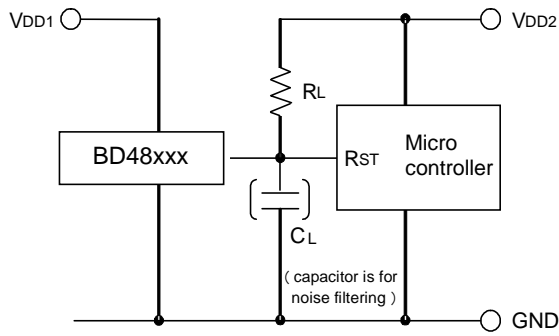 VDD1
VDD2
RL
BD48xxx
RST
Micro
controller
CL
( capacitor is for
noise filtering )
GND